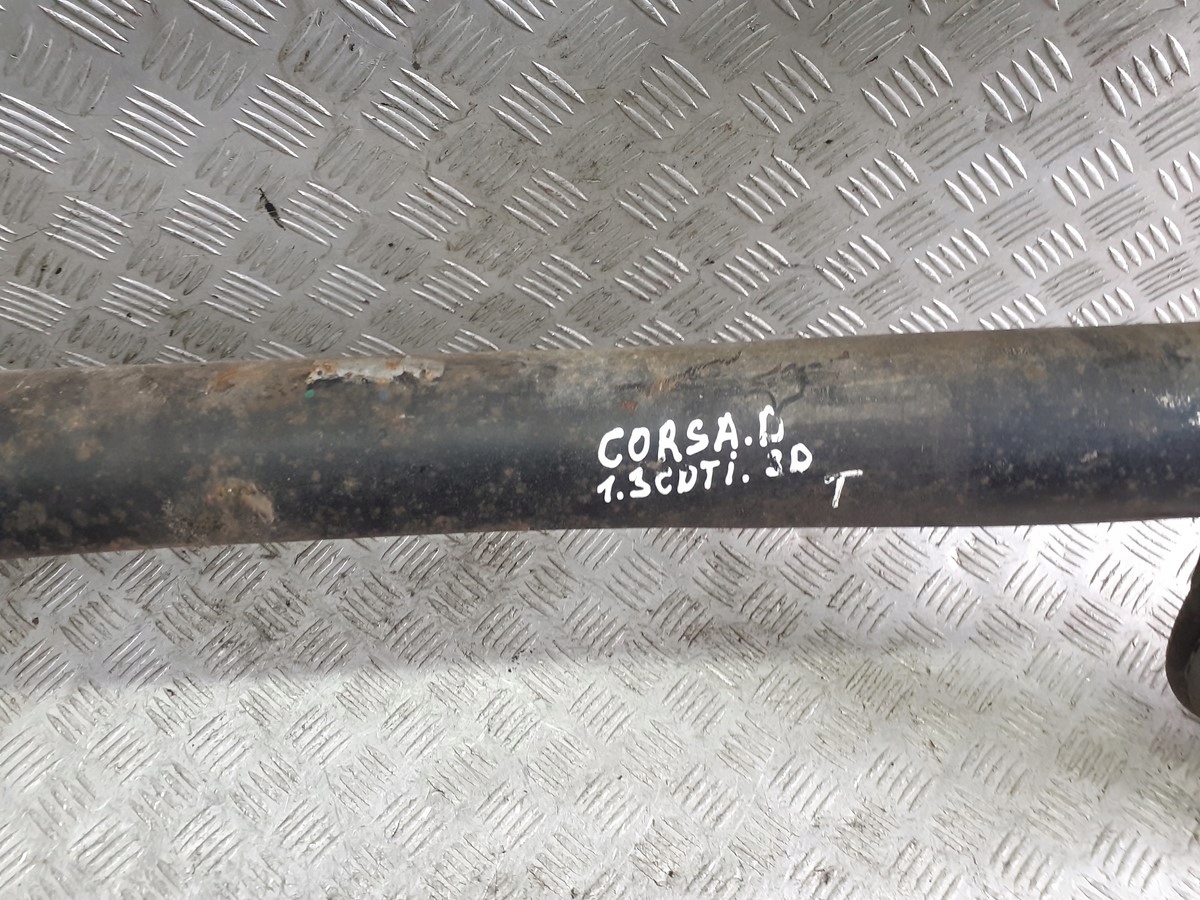 CORSA.D
1.3CDTi. 3D
T